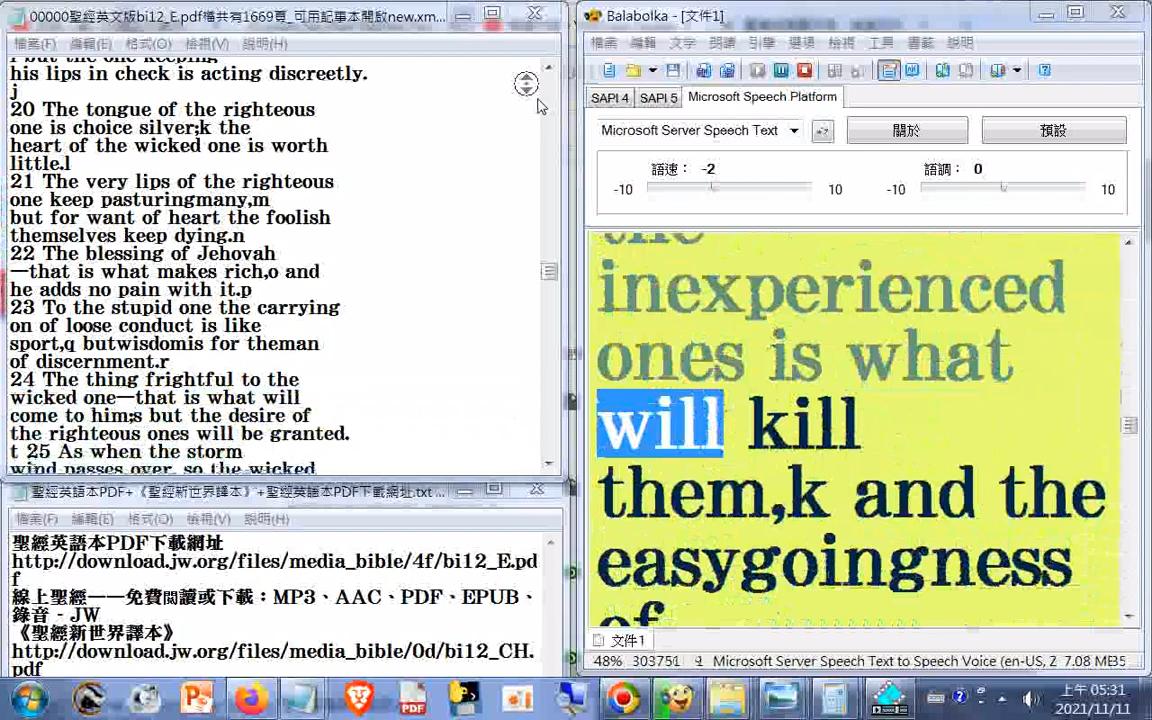 00000聖經英文版bi12_E.pdf檔共有1669頁_可用記事本開啟new.xm...
檔案(F) 編輯(E) 格式(O) 檢視(V) 說明(H)
his lips in check is acting discreetly.
j
20 The tongue of the righteous
one is choice silver;k the
heart of the wicked one is worth
little.l
21 The very lips of the righteous
one keep pasturingmany,m
but for want of heart the foolish
themselves keep dying.n
22 The blessing of Jehovah
—that is what makes rich,o and
he adds no pain with it.p
23 To the stupid one the carrying
on of loose conduct is like
sport,q butwisdomis for theman
of discernment.r
24 The thing frightful to the
wicked one—that is what will
come to him;s but the desire of
the righteous ones will be granted.
t 25 As when the storm
wind passes over, so the wicked
聖經英語本PDF+《聖經新世界譯本》+聖經英語本PDF下載網址.txt ...
檔案(F) 編輯(E) 格式(O) 檢視(V) 說明(H)
聖經英語本PDF下載網址
http://download.jw.org/files/media_bible/4f/bi12_E.pd
f
線上聖經——免費閱讀或下載：MP3、AAC、PDF、EPUB、
錄音 - JW
《聖經新世界譯本》
http://download.jw.org/files/media_bible/0d/bi12_CH.
pdf
Balabolka - [文件1]
檔案 編輯 文字 朗讀 引擎 選項 檢視 工具 書籤 說明
SAPI 4 SAPI 5 Microsoft Speech Platform
Microsoft Server Speech Text 關於 預設
語速： -2 語調： 0
-10 10 -10 10
the
inexperienced
ones is what
will kill
them,k and the
easygoingness
of
文件1
48% 303751 Microsoft Server Speech Text to Speech Voice (en-US, Z 7.08 MB
上午 05:31
2021/11/11